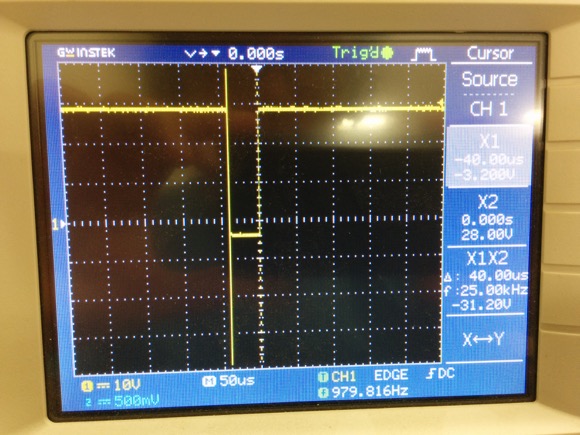 GW INSTEK 0.000s Trig'd Cursor
Source
CH 1
X1
-40.00us
-3.200V
X2
0.000s
28.00V
X1X2
Δ: 40.00us
f:25.00kHz
-31.20V
X↔Y
1
1 10V M 50us T CH1 EDGE DC
2 500mV f 979.816Hz